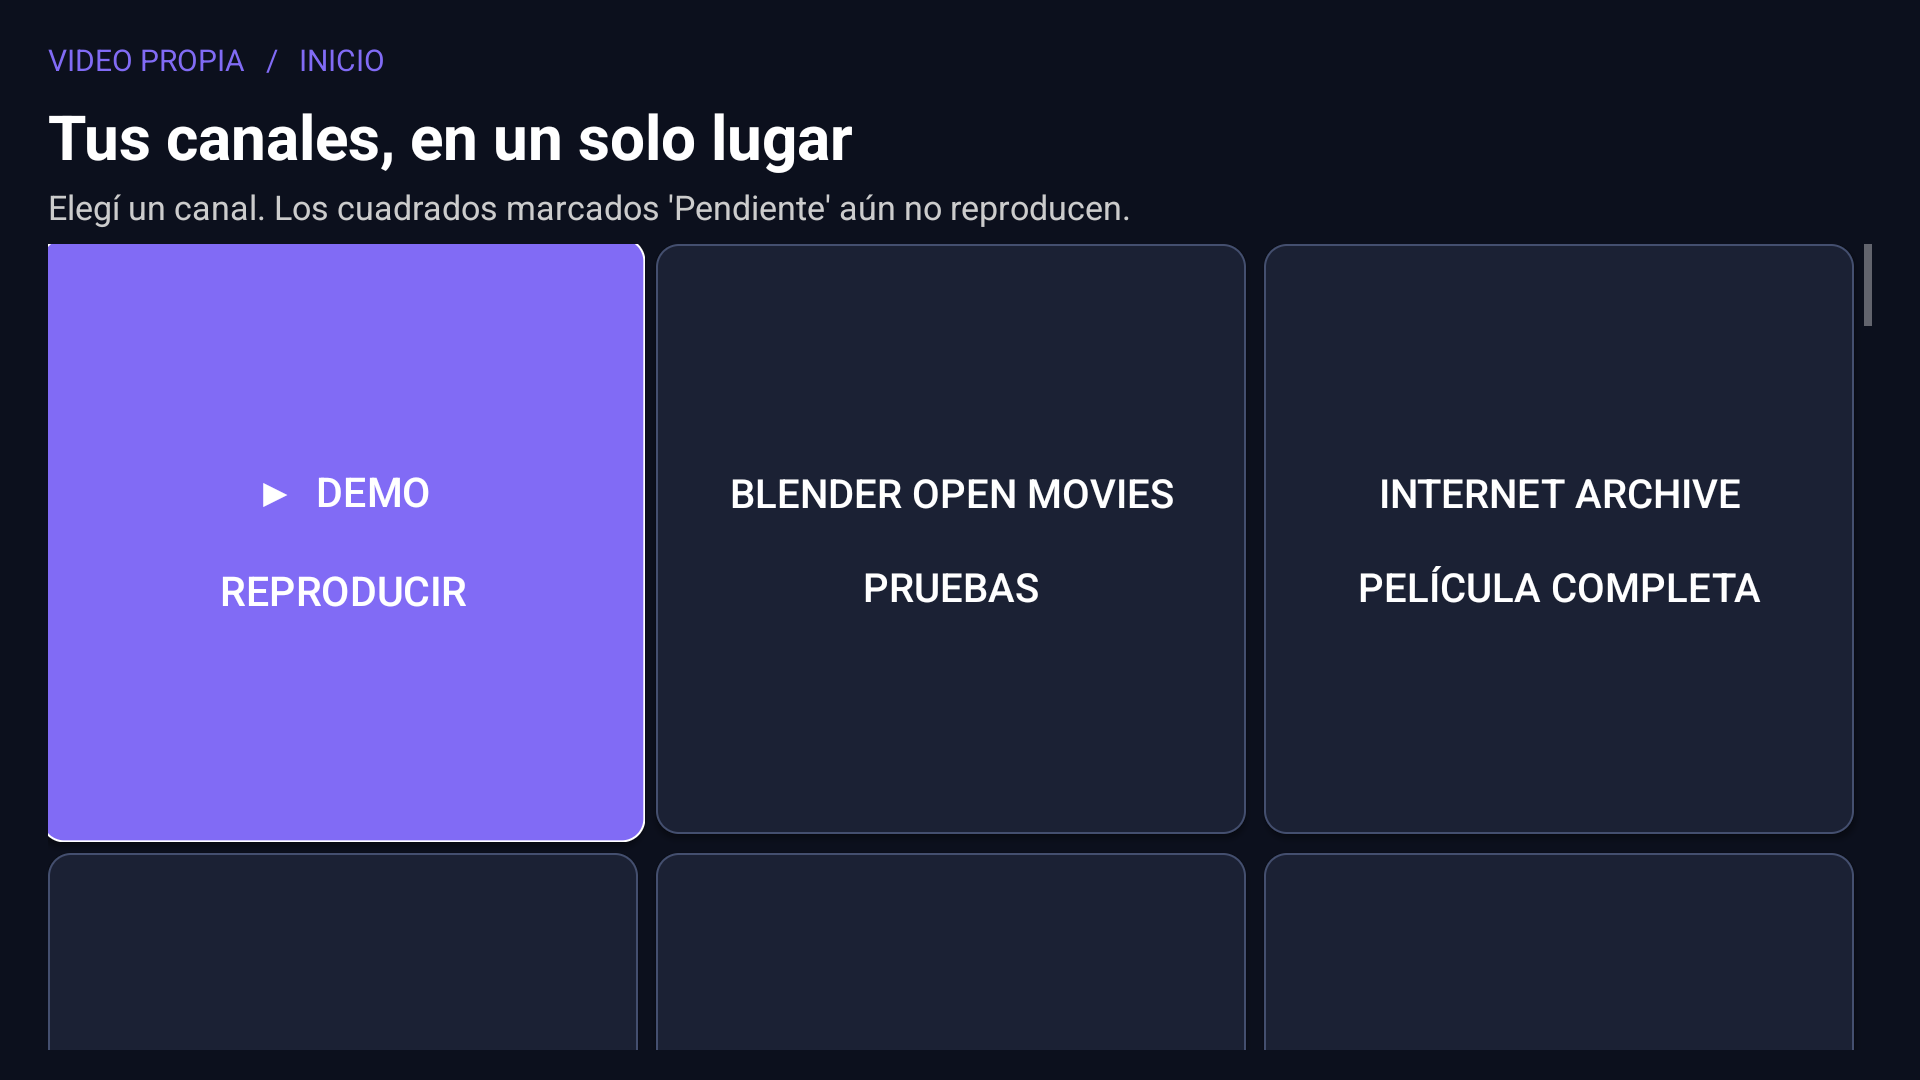 VIDEO PROPIA / INICIO
Tus canales, en un solo lugar
Elegí un canal. Los cuadrados marcados 'Pendiente' aún no reproducen.
► DEMO
REPRODUCIR
BLENDER OPEN MOVIES
PRUEBAS
INTERNET ARCHIVE
PELÍCULA COMPLETA